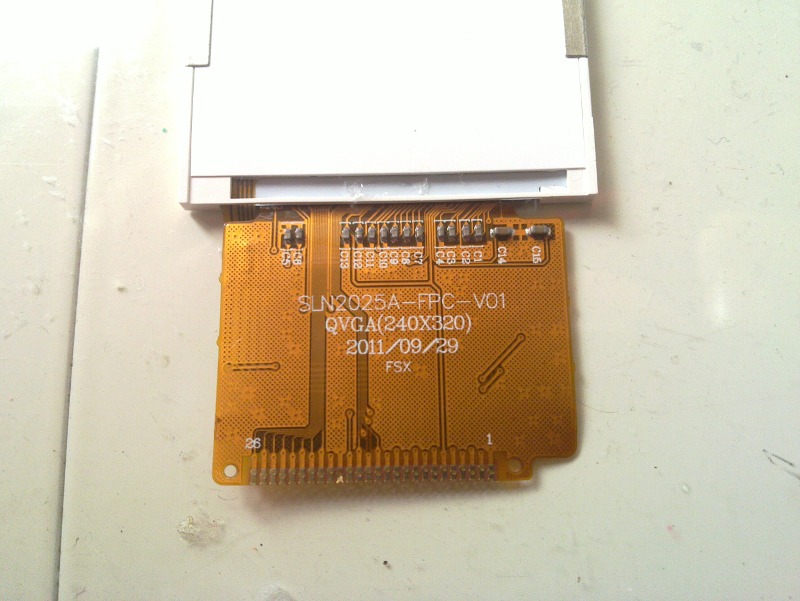 C5 C6 C13 C12 C11 C10 C9 C8 C7 C4 C3 C2 C1 C14 C15
SLN2025A-FPC-V01
QVGA(240X320)
2011/09/29
FSX
26 1